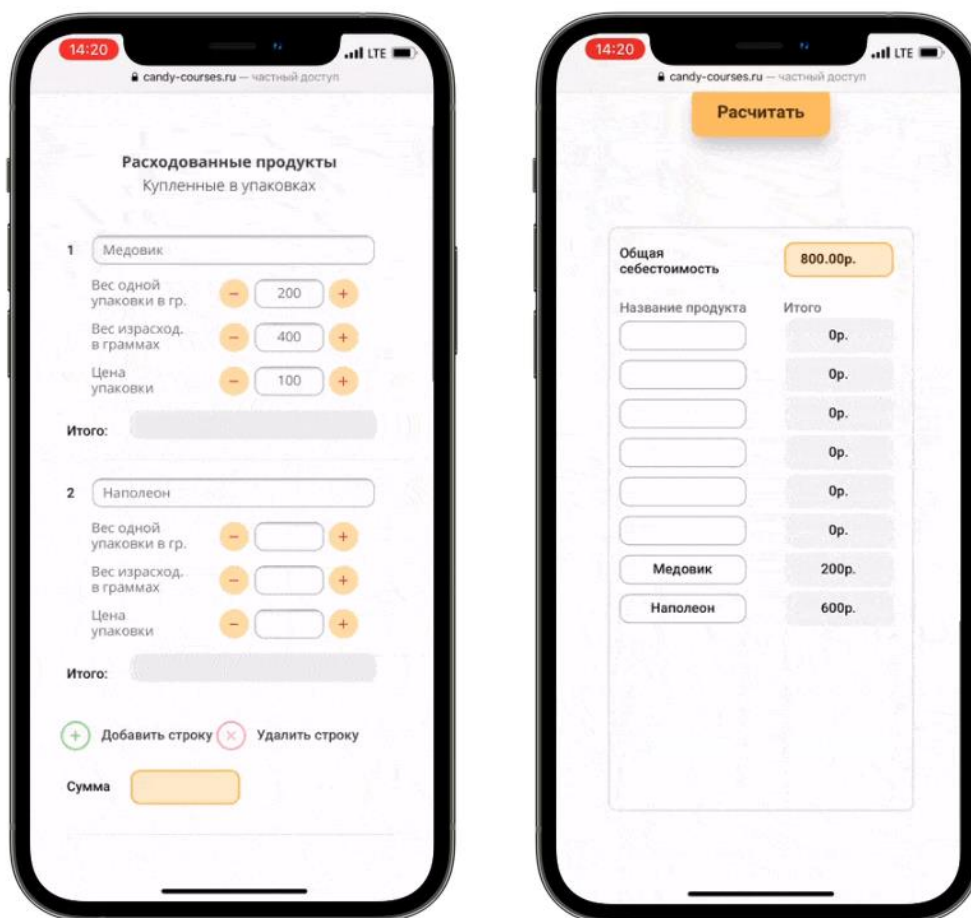 14:20
LTE
candy-courses.ru — частный доступ
Расходованные продукты
Купленные в упаковках
1
Медовик
Вес одной
упаковки в гр.
− 200 +
Вес израсход.
в граммах
− 400 +
Цена
упаковки
− 100 +
Итого:
2
Наполеон
Вес одной
упаковки в гр.
− +
Вес израсход.
в граммах
− +
Цена
упаковки
− +
Итого:
+ Добавить строку × Удалить строку
Сумма
14:20
LTE
candy-courses.ru — частный доступ
Расчитать
Общая
себестоимость
800.00р.
Название продукта Итого
0р.
0р.
0р.
0р.
0р.
0р.
Медовик 200р.
Наполеон 600р.